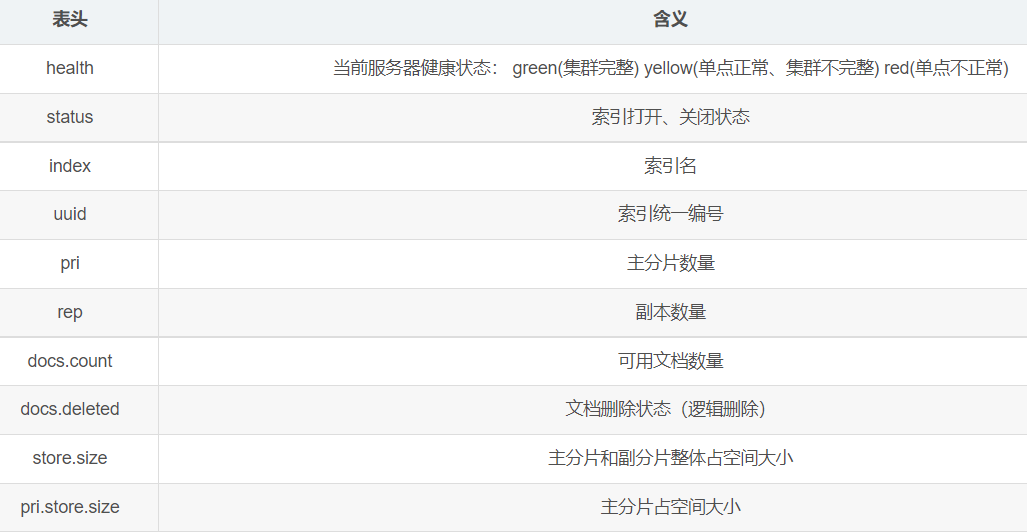 表头 含义
health 当前服务器健康状态： green(集群完整) yellow(单点正常、集群不完整) red(单点不正常)
status 索引打开、关闭状态
index 索引名
uuid 索引统一编号
pri 主分片数量
rep 副本数量
docs.count 可用文档数量
docs.deleted 文档删除状态（逻辑删除）
store.size 主分片和副分片整体占空间大小
pri.store.size 主分片占空间大小